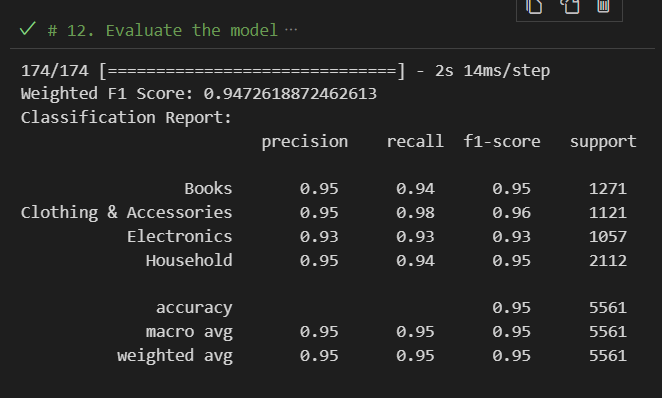 # 12. Evaluate the model ...
174/174 [==============================] - 2s 14ms/step
Weighted F1 Score: 0.9472618872462613
Classification Report:
precision recall f1-score support
Books 0.95 0.94 0.95 1271
Clothing & Accessories 0.95 0.98 0.96 1121
Electronics 0.93 0.93 0.93 1057
Household 0.95 0.94 0.95 2112
accuracy 0.95 5561
macro avg 0.95 0.95 0.95 5561
weighted avg 0.95 0.95 0.95 5561